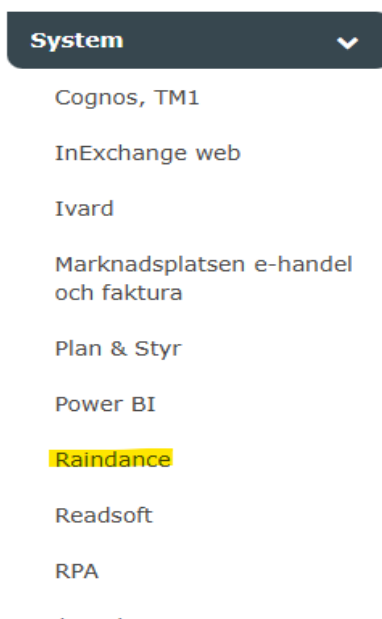 System
Cognos, TM1
InExchange web
Ivard
Marknadsplatsen e-handel
och faktura
Plan & Styr
Power BI
Raindance
Readsoft
RPA